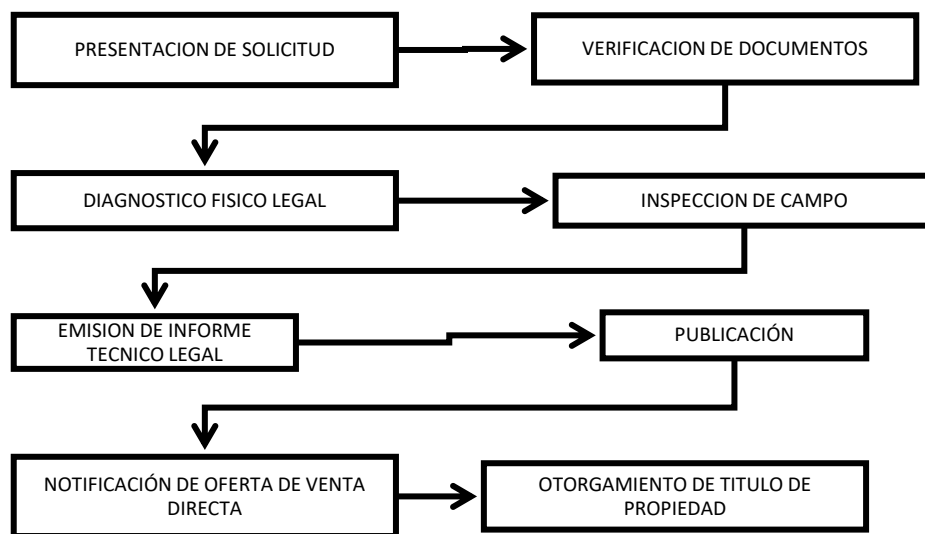 PRESENTACION DE SOLICITUD
VERIFICACION DE DOCUMENTOS
DIAGNOSTICO FISICO LEGAL
INSPECCION DE CAMPO
EMISION DE INFORME
TECNICO LEGAL
PUBLICACIÓN
NOTIFICACIÓN DE OFERTA DE VENTA
DIRECTA
OTORGAMIENTO DE TITULO DE
PROPIEDAD